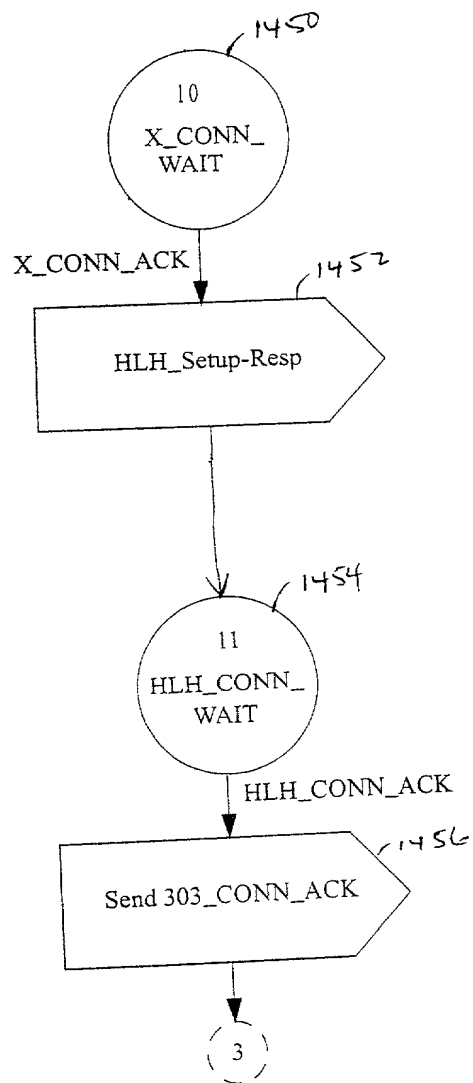 1450
10
X_CONN_
WAIT
X_CONN_ACK
1452
HLH_Setup-Resp
1454
11
HLH_CONN_
WAIT
HLH_CONN_ACK
1456
Send 303_CONN_ACK
3